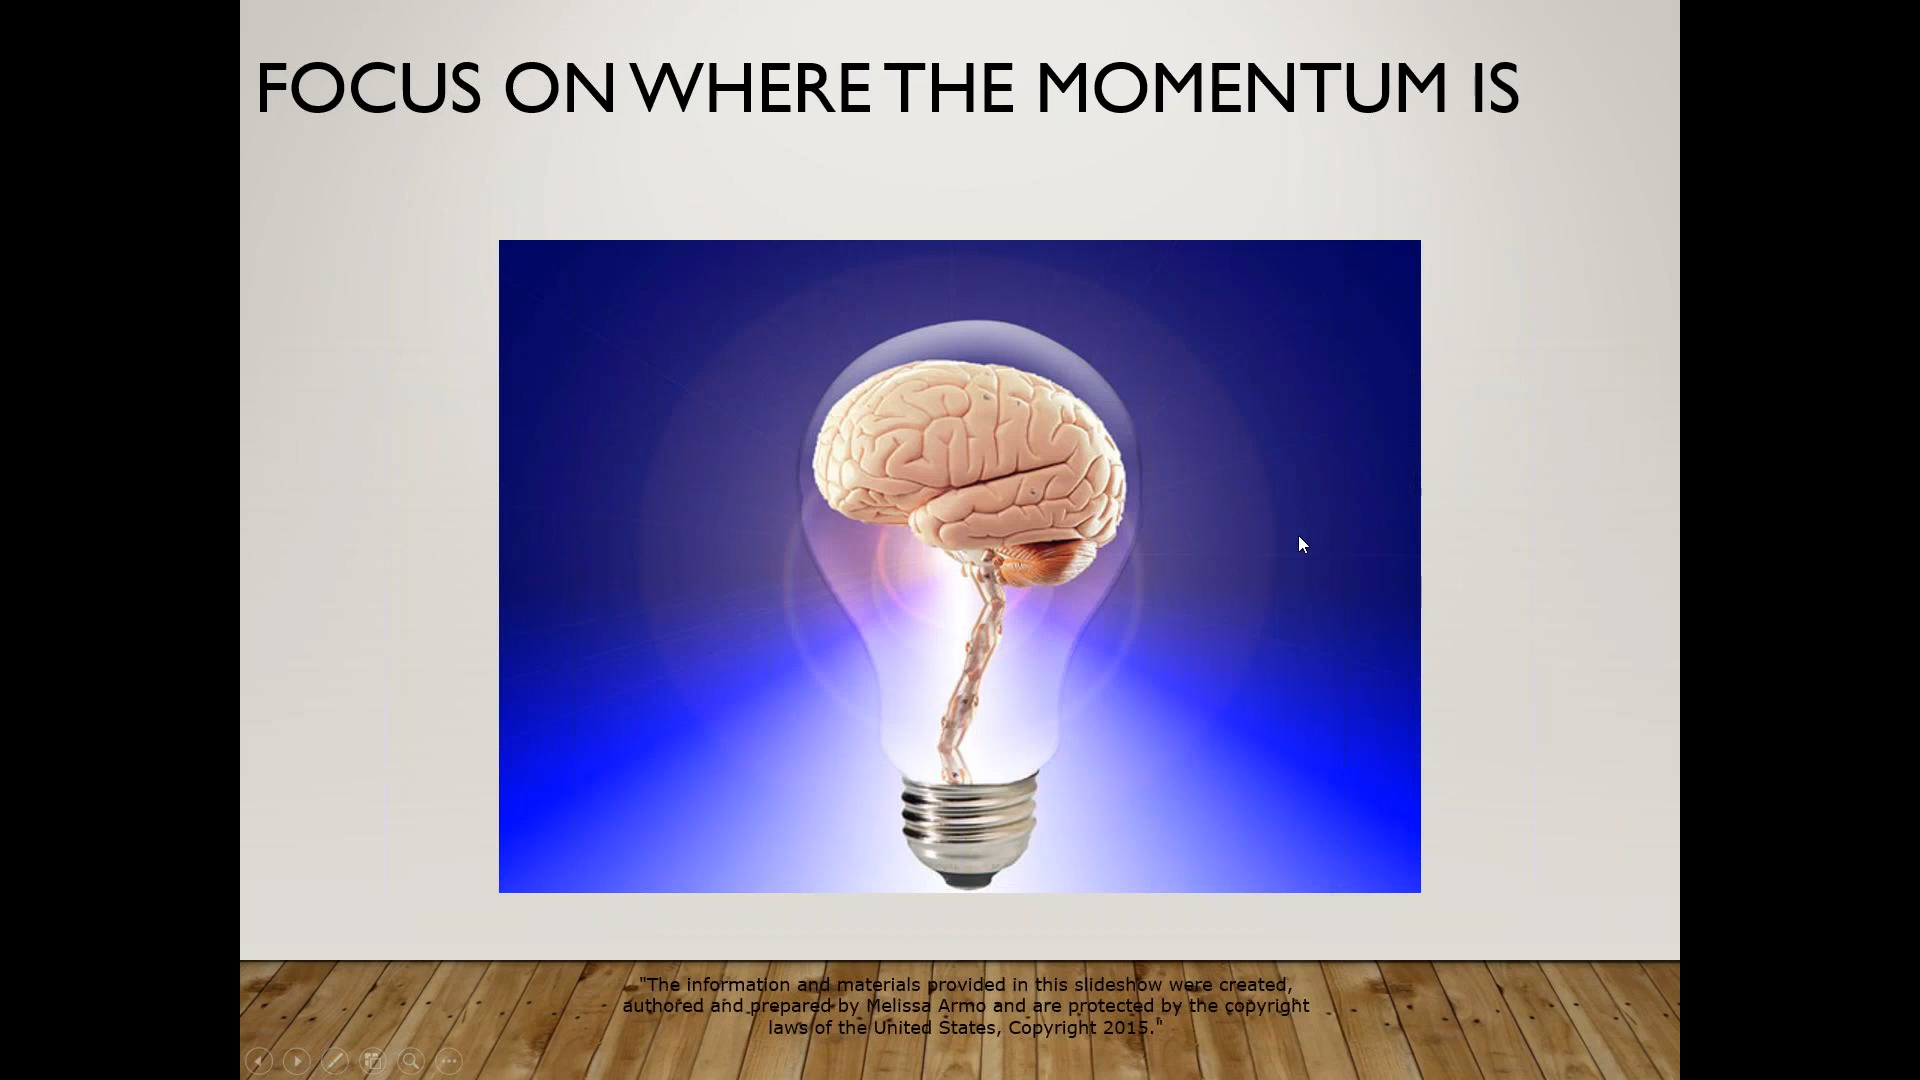 FOCUS ON WHERE THE MOMENTUM IS
"The information and materials provided in this slideshow were created,
authored and prepared by Melissa Armo and are protected by the copyright
laws of the United States, Copyright 2015."